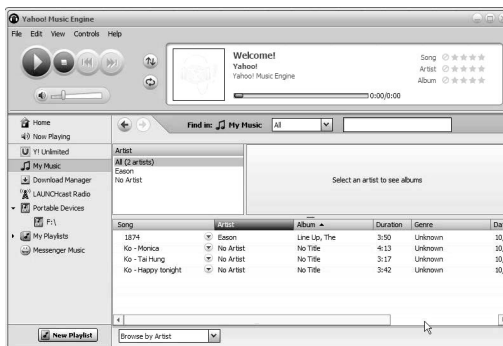 Yahoo! Music Engine
File Edit View Controls Help
Welcome!
Yahoo!
Yahoo! Music Engine
Song
Artist
Album
0:00/0:00
Home
Now Playing
Y! Unlimited
My Music
Download Manager
LAUNCHcast Radio
Portable Devices
F:\
My Playlists
Messenger Music
New Playlist
Find in: My Music All
Artist
All (2 artists)
Eason
No Artist
Select an artist to see albums
Song Artist Album Duration Genre Da
1874 Eason Line Up, The 3:50 Unknown 10,
Ko - Monica No Artist No Title 4:13 Unknown 10,
Ko - Tai Hung No Artist No Title 3:17 Unknown 10,
Ko - Happy tonight No Artist No Title 3:42 Unknown 10,
Browse by Artist